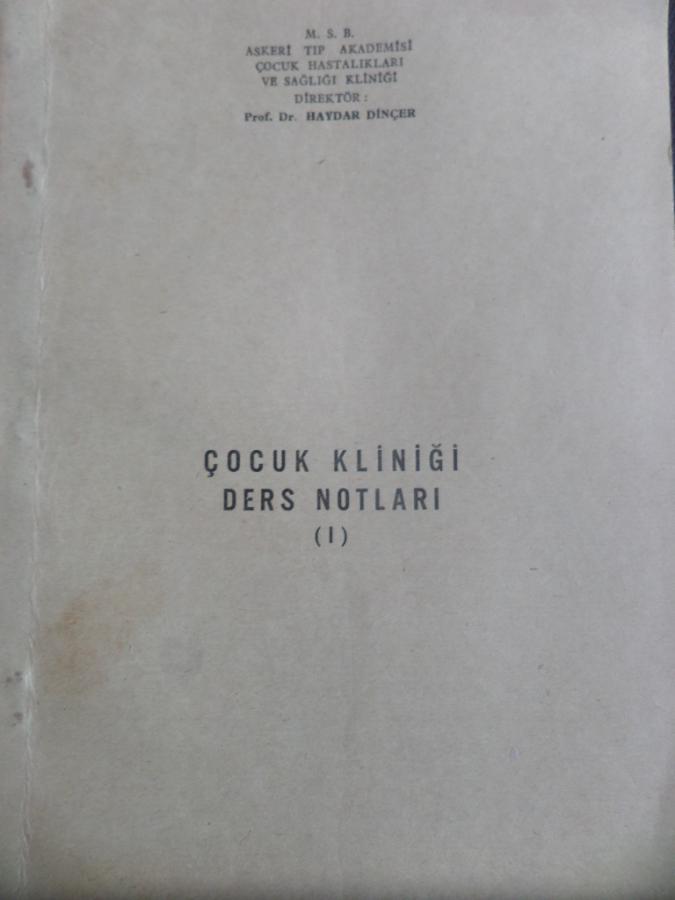 M. S. B.
ASKERİ TIP AKADEMİSİ
ÇOCUK HASTALIKLARI
VE SAĞLIĞI KLİNİĞİ
DİREKTÖR :
Prof. Dr. HAYDAR DİNÇER
ÇOCUK KLİNİĞİ
DERS NOTLARI
(I)